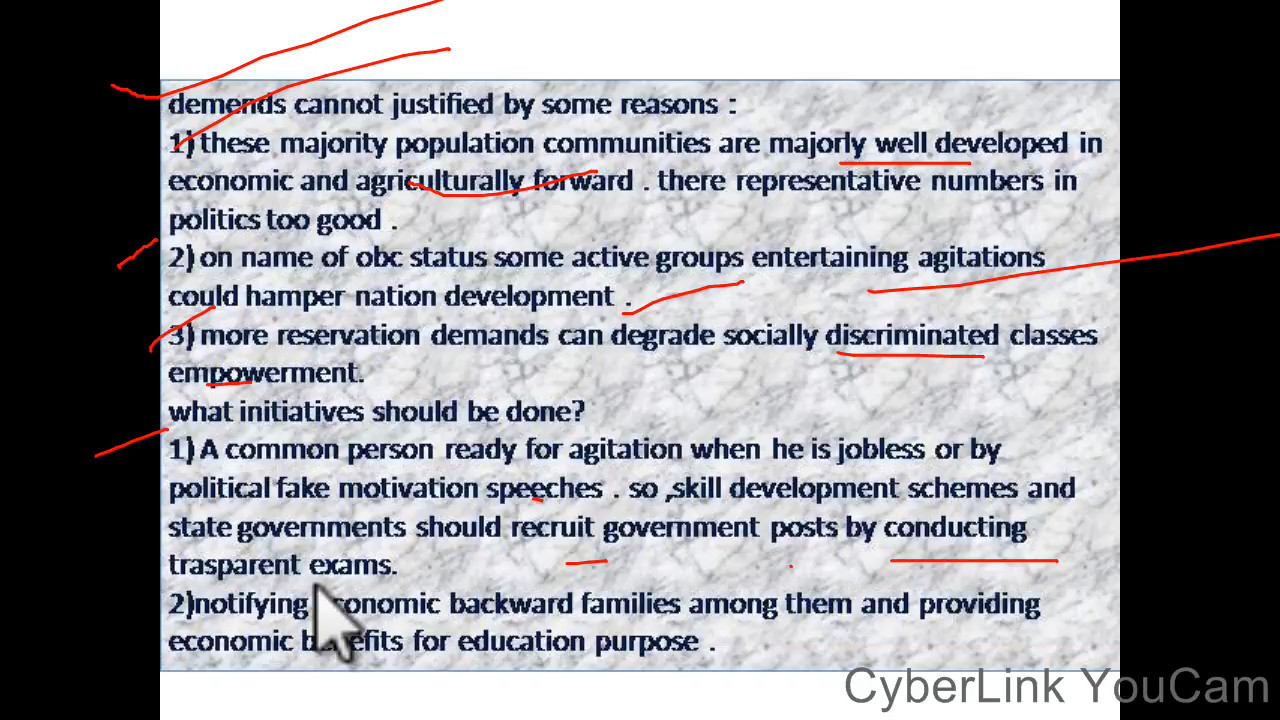 demends cannot justified by some reasons :
1) these majority population communities are majorly well developed in
economic and agriculturally forward . there representative numbers in
politics too good .
2) on name of obc status some active groups entertaining agitations
could hamper nation development .
3) more reservation demands can degrade socially discriminated classes
empowerment.
what initiatives should be done?
1) A common person ready for agitation when he is jobless or by
political fake motivation speeches . so ,skill development schemes and
state governments should recruit government posts by conducting
trasparent exams.
2)notifying economic backward families among them and providing
economic benefits for education purpose .
CyberLink YouCam